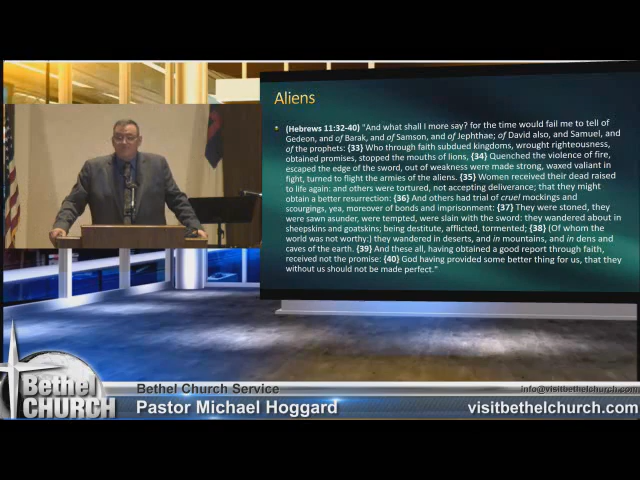 Aliens
• (Hebrews 11:32-40) "And what shall I more say? for the time would fail me to tell of
Gedeon, and of Barak, and of Samson, and of Jephthae; of David also, and Samuel, and
of the prophets: {33} Who through faith subdued kingdoms, wrought righteousness,
obtained promises, stopped the mouths of lions, {34} Quenched the violence of fire,
escaped the edge of the sword, out of weakness were made strong, waxed valiant in
fight, turned to flight the armies of the aliens. {35} Women received their dead raised
to life again: and others were tortured, not accepting deliverance; that they might
obtain a better resurrection: {36} And others had trial of cruel mockings and
scourgings, yea, moreover of bonds and imprisonment: {37} They were stoned, they
were sawn asunder, were tempted, were slain with the sword: they wandered about in
sheepskins and goatskins; being destitute, afflicted, tormented; {38} (Of whom the
world was not worthy:) they wandered in deserts, and in mountains, and in dens and
caves of the earth. {39} And these all, having obtained a good report through faith,
received not the promise: {40} God having provided some better thing for us, that they
without us should not be made perfect."
Bethel
CHURCH
Bethel Church Service
info@visitbethelchurch.com
Pastor Michael Hoggard
visitbethelchurch.com